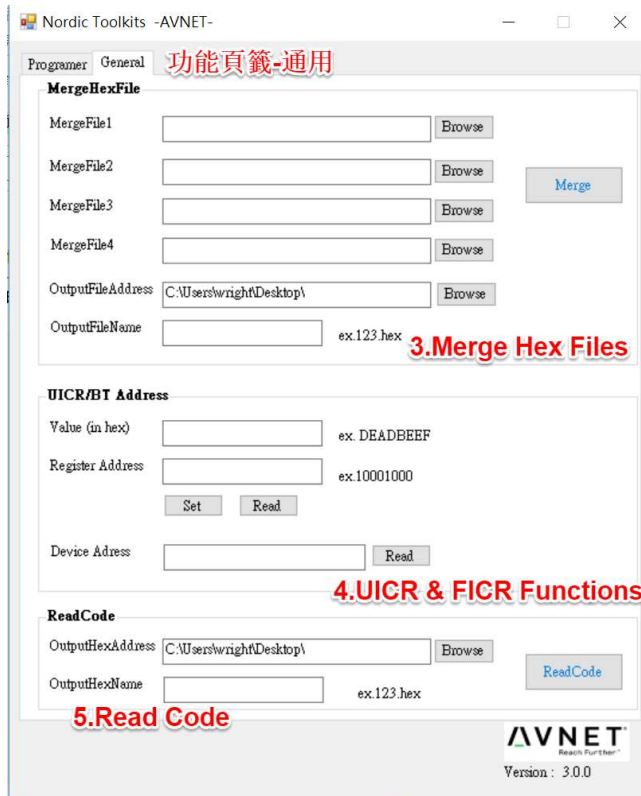 Nordic Toolkits -AVNET-
Programer General 功能頁籤-通用
MergeHexFile
MergeFile1 Browse
MergeFile2 Browse
Merge
MergeFile3 Browse
MergeFile4 Browse
OutputFileAddress C:\Users\wright\Desktop\ Browse
OutputFileName ex.123.hex
3.Merge Hex Files
UICR/BT Address
Value (in hex) ex. DEADBEEF
Register Address ex.10001000
Set Read
Device Adress Read
4.UICR & FICR Functions
ReadCode
OutputHexAddress C:\Users\wright\Desktop\ Browse
ReadCode
OutputHexName ex.123.hex
5.Read Code
AVNET
Reach Further™
Version : 3.0.0